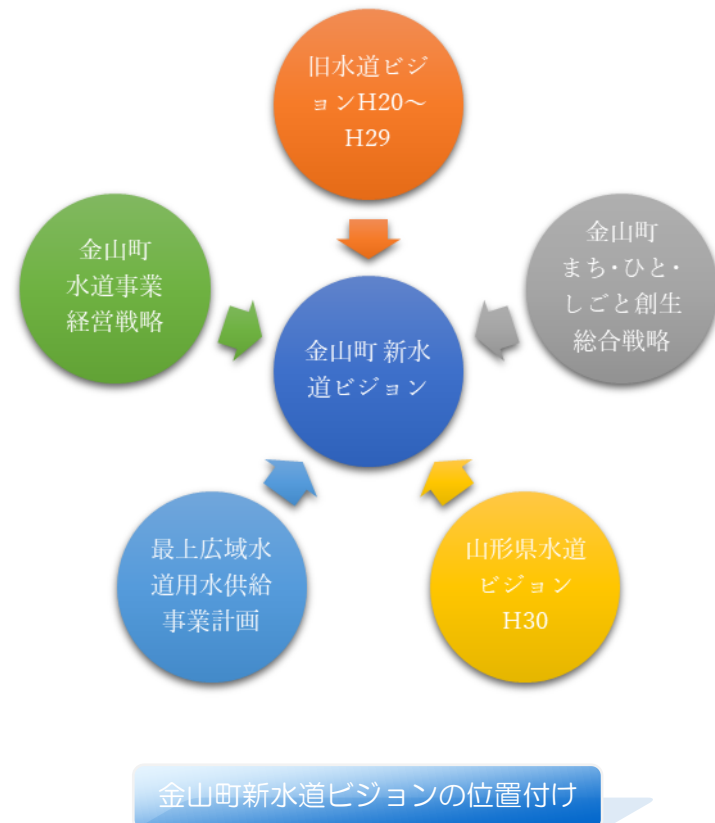 旧水道ビジ
ョンH20～
H29
金山町
水道事業
経営戦略
金山町
まち・ひと・
しごと創生
総合戦略
金山町 新水
道ビジョン
最上広域水
道用水供給
事業計画
山形県水道
ビジョン
H30
金山町新水道ビジョンの位置付け